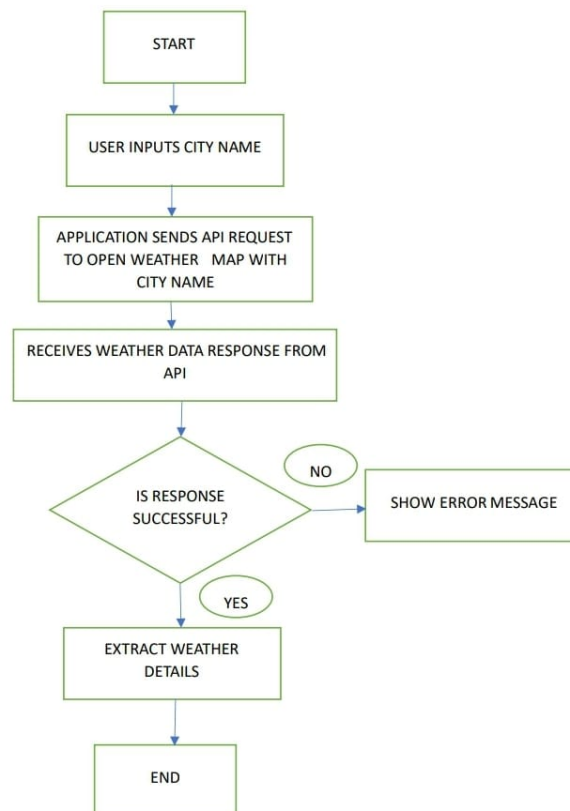 START
USER INPUTS CITY NAME
APPLICATION SENDS API REQUEST
TO OPEN WEATHER MAP WITH
CITY NAME
RECEIVES WEATHER DATA RESPONSE FROM
API
IS RESPONSE
SUCCESSFUL?
NO
SHOW ERROR MESSAGE
YES
EXTRACT WEATHER
DETAILS
END